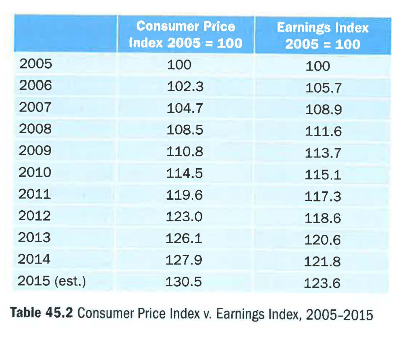 Consumer Price Index 2005 = 100 Earnings Index 2005 = 100
2005 100 100
2006 102.3 105.7
2007 104.7 108.9
2008 108.5 111.6
2009 110.8 113.7
2010 114.5 115.1
2011 119.6 117.3
2012 123.0 118.6
2013 126.1 120.6
2014 127.9 121.8
2015 (est.) 130.5 123.6
Table 45.2 Consumer Price Index v. Earnings Index, 2005–2015